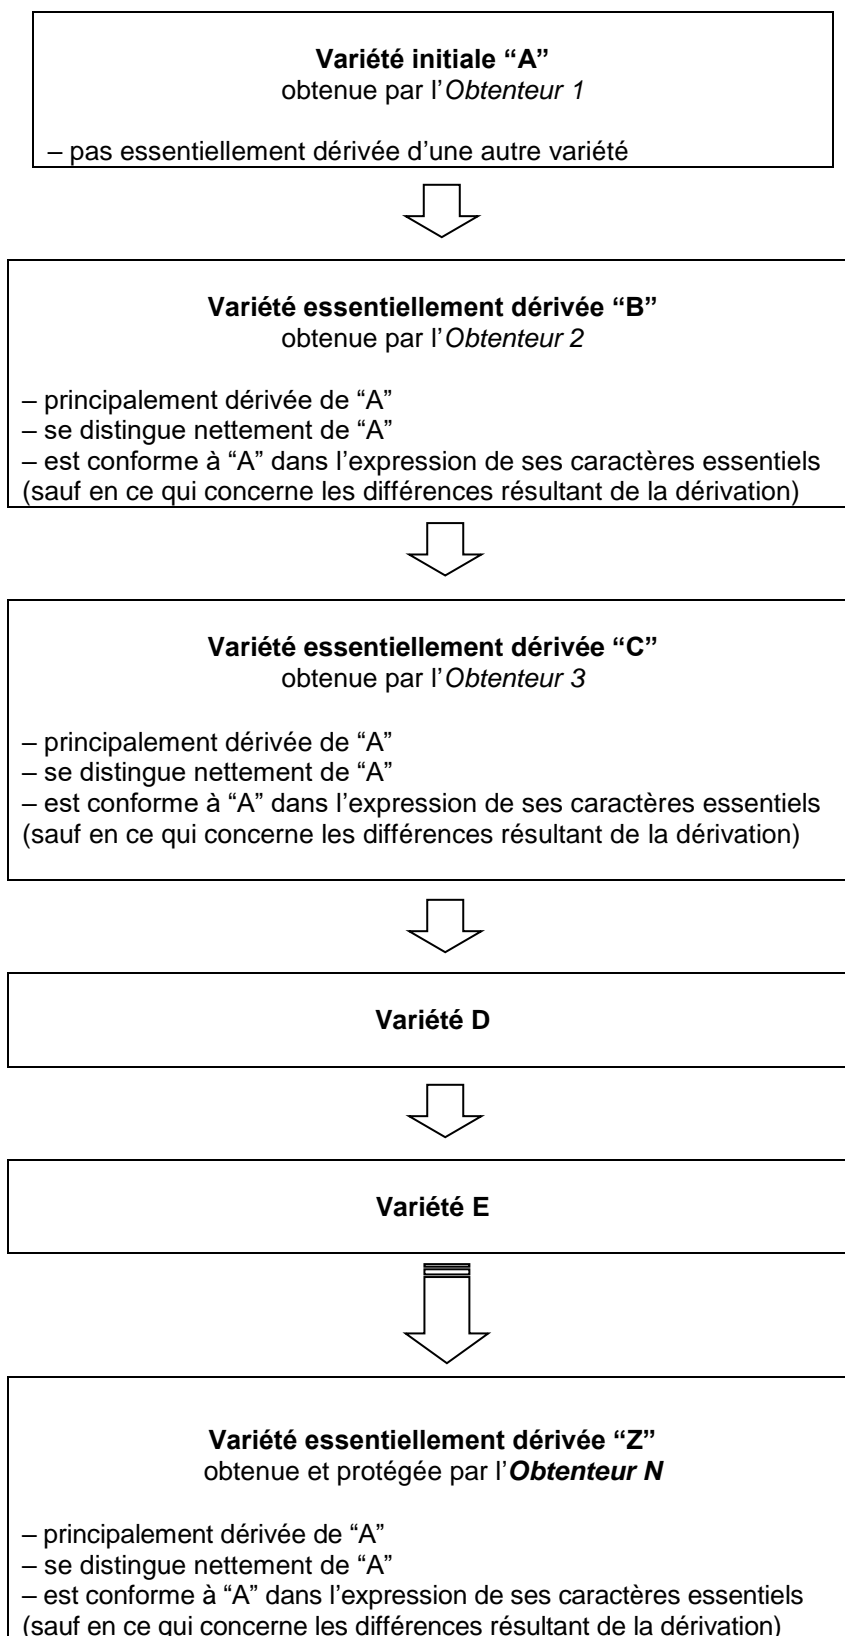 Variété initiale “A”
obtenue par l’Obtenteur 1
– pas essentiellement dérivée d’une autre variété
Variété essentiellement dérivée “B”
obtenue par l’Obtenteur 2
– principalement dérivée de “A”
– se distingue nettement de “A”
– est conforme à “A” dans l’expression de ses caractères essentiels
(sauf en ce qui concerne les différences résultant de la dérivation)
Variété essentiellement dérivée “C”
obtenue par l’Obtenteur 3
– principalement dérivée de “A”
– se distingue nettement de “A”
– est conforme à “A” dans l’expression de ses caractères essentiels
(sauf en ce qui concerne les différences résultant de la dérivation)
Variété D
Variété E
Variété essentiellement dérivée “Z”
obtenue et protégée par l’Obtenteur N
– principalement dérivée de “A”
– se distingue nettement de “A”
– est conforme à “A” dans l’expression de ses caractères essentiels
(sauf en ce qui concerne les différences résultant de la dérivation)